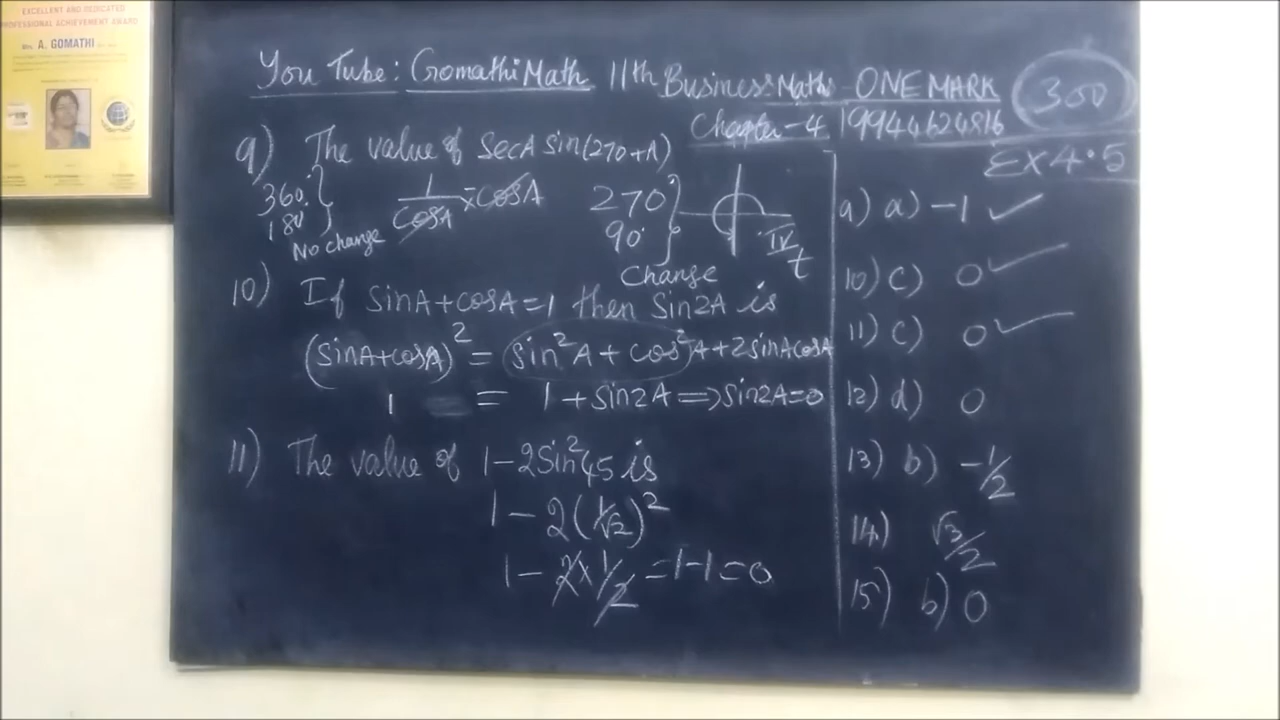 EXCELLENT AND DEDICATED
PROFESSIONAL ACHIEVEMENT AWARD
A. GOMATHI
You Tube: GomathiMath 11th Business Maths ONE MARK
300
Chapter-4 19944624816
Ex 4.5
9) The value of SecA sin(270+A)
360°
180
No change
1/CosA × CosA
270
90
Change
IV
t
10) If SinA+cosA=1 then Sin2A is
(SinA+cosA)² = sin²A + cos²A+2sinAcosA
1 = 1+sin2A ⟹ sin2A=0
11) The value of 1-2Sin²45 is
1-2(1/√2)²
1-2×1/2 =1-1=0
9) a) -1 ✓
10) c) 0 ✓
11) c) 0 ✓
12) d) 0
13) b) -1/2
14) √3/2
15) b) 0